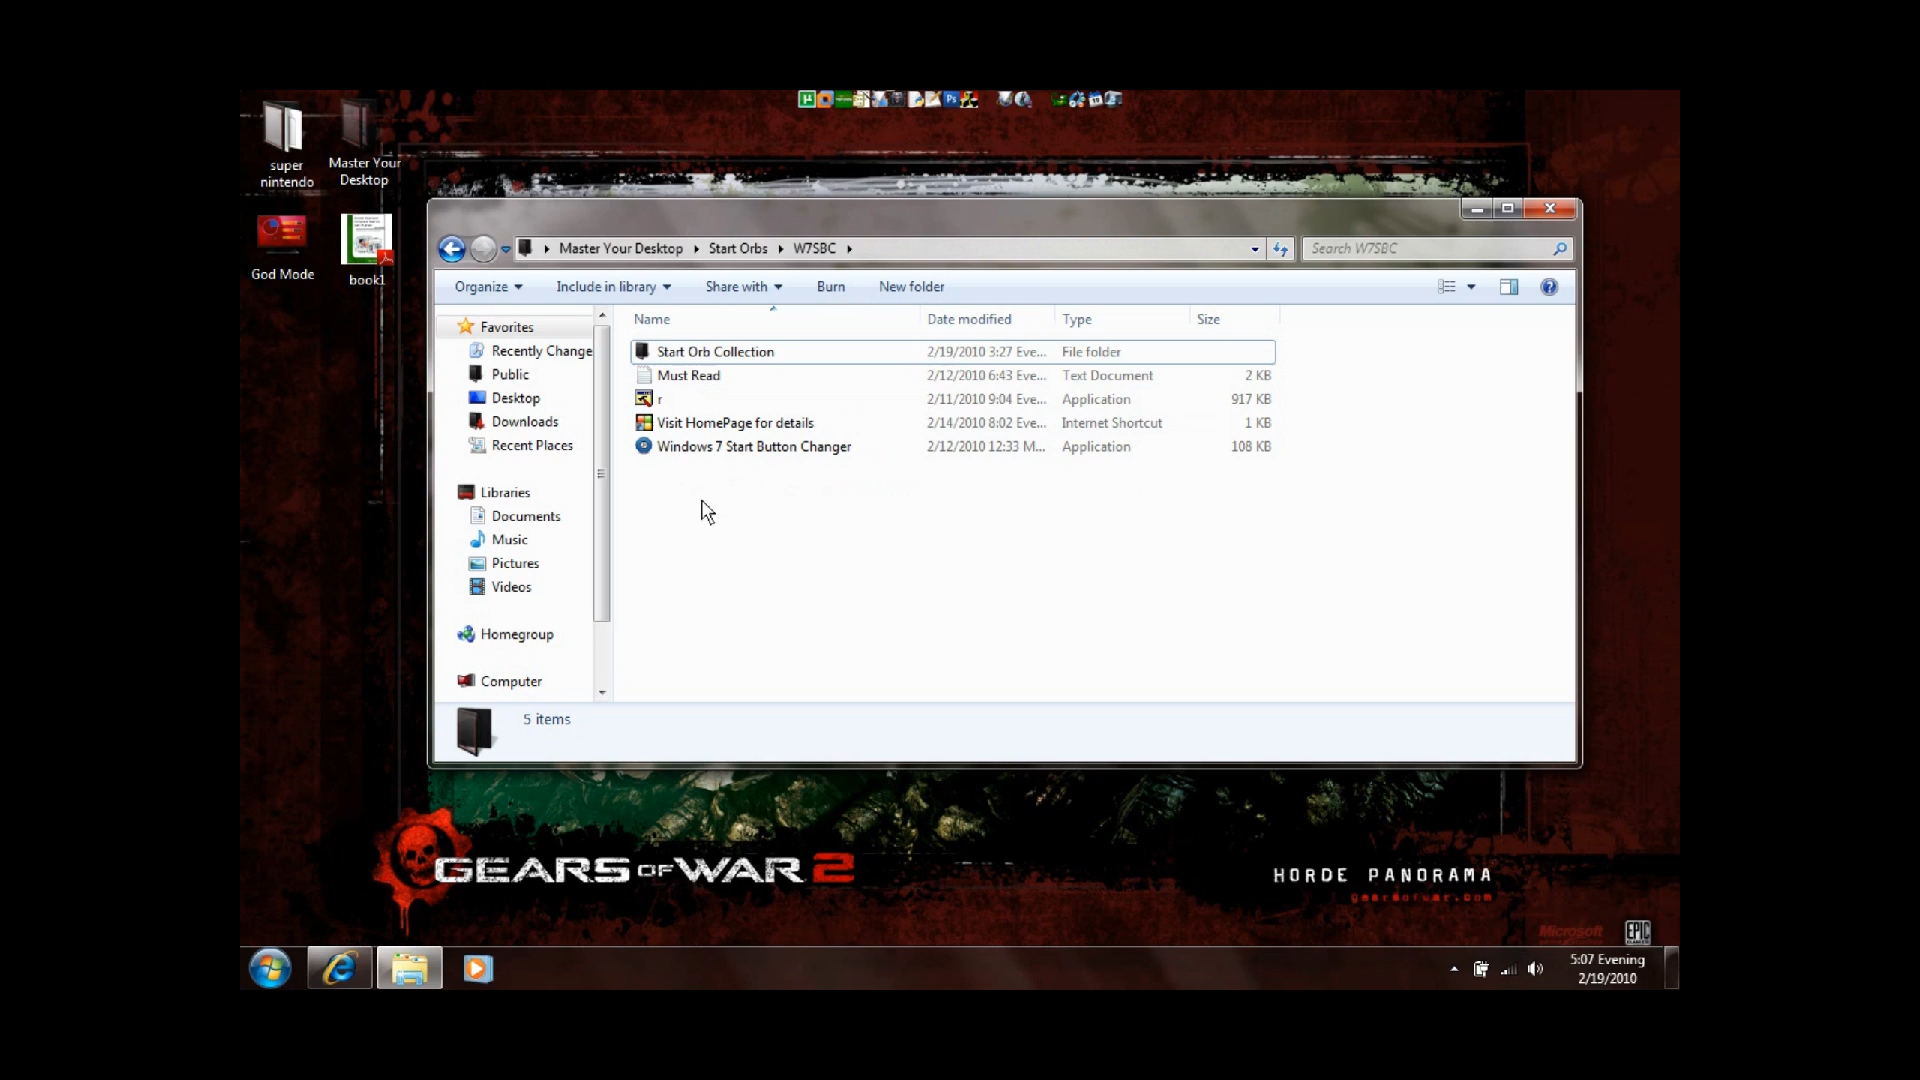 super
nintendo
Master Your
Desktop
God Mode
book1
Ps
Master Your Desktop Start Orbs W7SBC
Search W7SBC
Organize Include in library Share with Burn New folder
Name Date modified Type Size
Favorites
Recently Change
Public
Desktop
Downloads
Recent Places
Libraries
Documents
Music
Pictures
Videos
Homegroup
Computer
Start Orb Collection 2/19/2010 3:27 Eve... File folder
Must Read 2/12/2010 6:43 Eve... Text Document 2 KB
r 2/11/2010 9:04 Eve... Application 917 KB
Visit HomePage for details 2/14/2010 8:02 Eve... Internet Shortcut 1 KB
Windows 7 Start Button Changer 2/12/2010 12:33 M... Application 108 KB
5 items
GEARS OF WAR 2
HORDE PANORAMA
gearsofwar.com
Microsoft
EPIC
5:07 Evening
2/19/2010